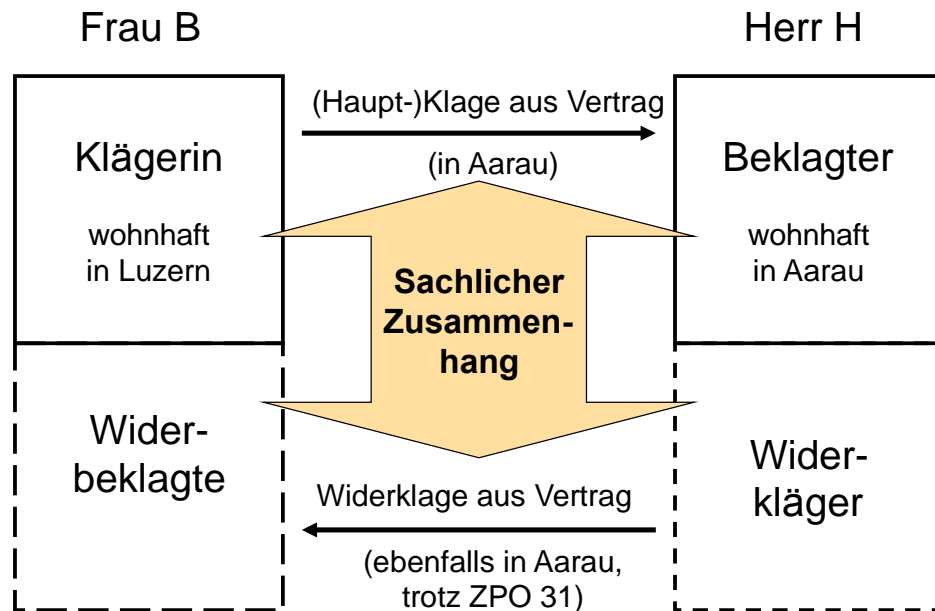 Frau B
Herr H
(Haupt-)Klage aus Vertrag
(in Aarau)
Klägerin
wohnhaft
in Luzern
Beklagter
wohnhaft
in Aarau
Sachlicher
Zusammen-
hang
Wider-
beklagte
Wider-
kläger
Widerklage aus Vertrag
(ebenfalls in Aarau,
trotz ZPO 31)